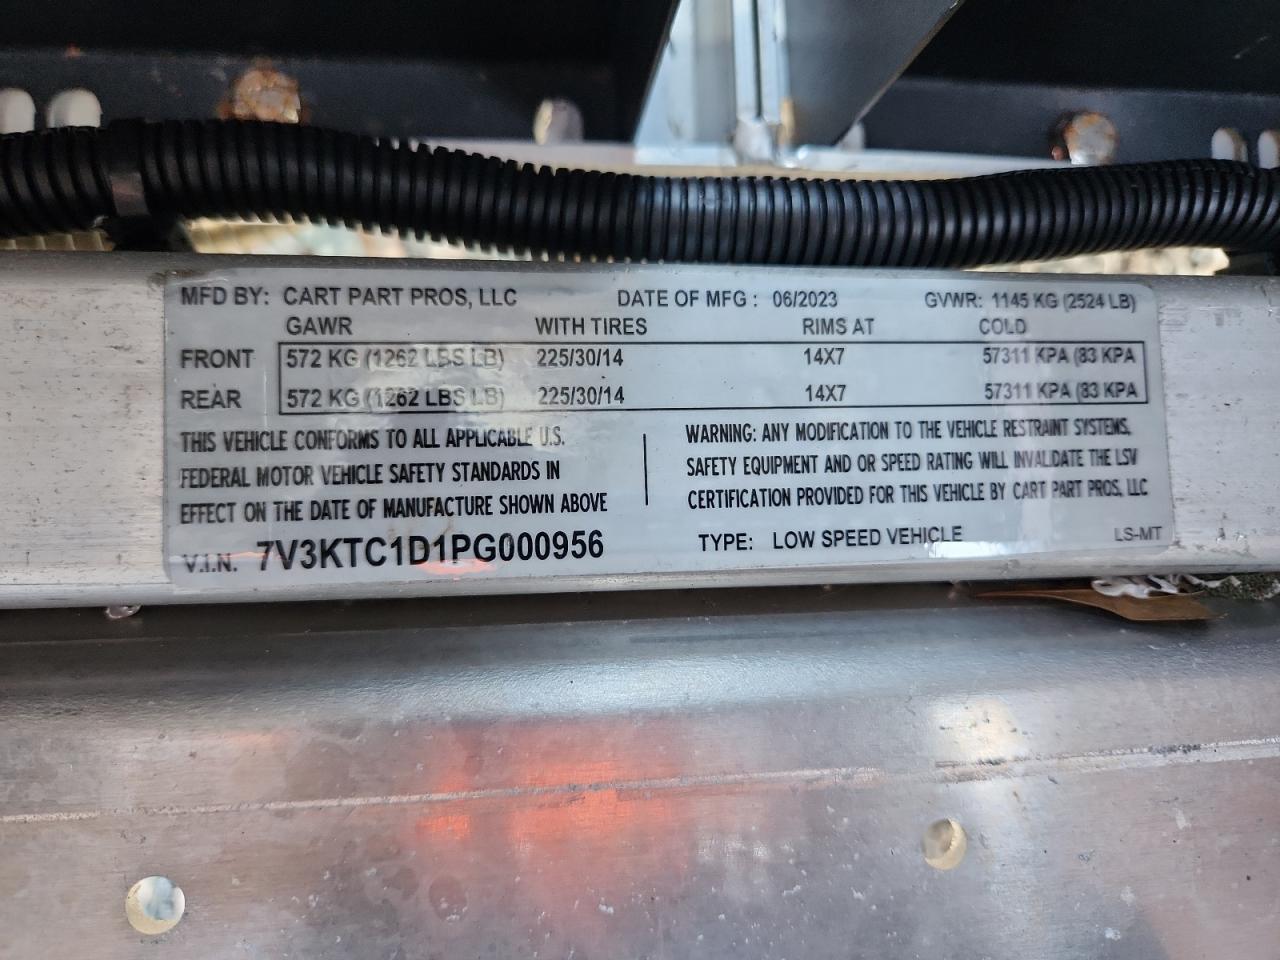 MFD BY: CART PART PROS, LLC DATE OF MFG : 06/2023 GVWR: 1145 KG (2524 LB)
GAWR WITH TIRES RIMS AT COLD
FRONT 572 KG (1262 LBS LB) 225/30/14 14X7 57311 KPA (83 KPA
REAR 572 KG (1262 LBS LB) 225/30/14 14X7 57311 KPA (83 KPA
THIS VEHICLE CONFORMS TO ALL APPLICABLE U.S.
FEDERAL MOTOR VEHICLE SAFETY STANDARDS IN
EFFECT ON THE DATE OF MANUFACTURE SHOWN ABOVE
WARNING: ANY MODIFICATION TO THE VEHICLE RESTRAINT SYSTEMS,
SAFETY EQUIPMENT AND OR SPEED RATING WILL INVALIDATE THE LSV
CERTIFICATION PROVIDED FOR THIS VEHICLE BY CART PART PROS, LLC
V.I.N. 7V3KTC1D1PG000956 TYPE: LOW SPEED VEHICLE LS-MT